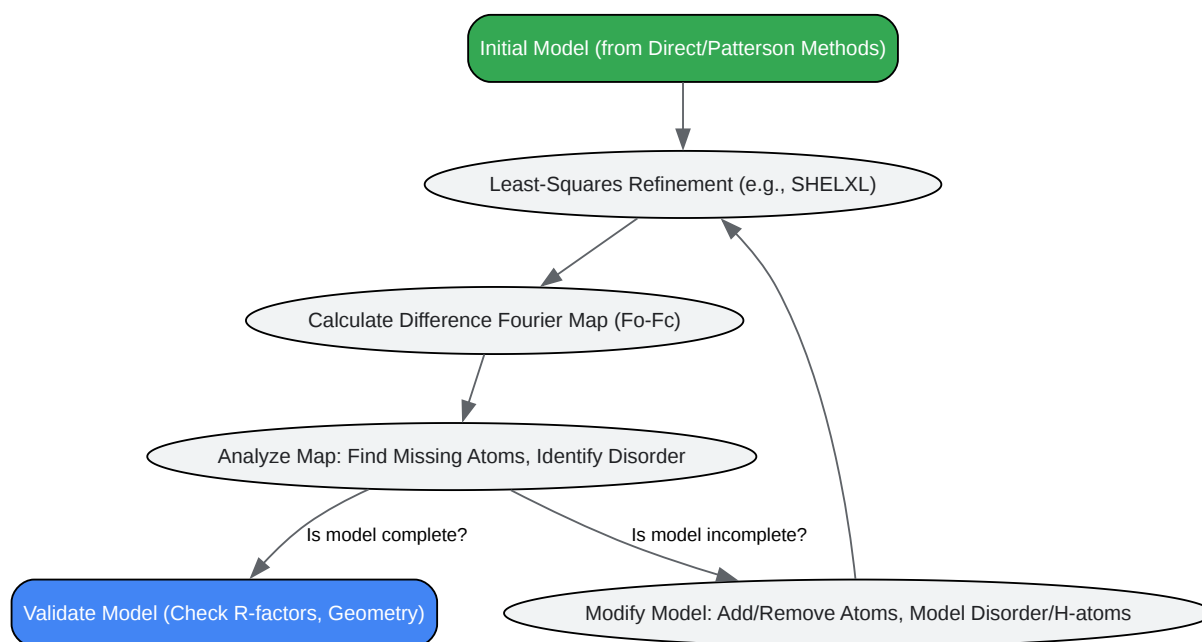 Initial Model (from Direct/Patterson Methods)
Least-Squares Refinement (e.g., SHELXL)
Calculate Difference Fourier Map (Fo-Fc)
Analyze Map: Find Missing Atoms, Identify Disorder
Is model complete?
Is model incomplete?
Validate Model (Check R-factors, Geometry)
Modify Model: Add/Remove Atoms, Model Disorder/H-atoms